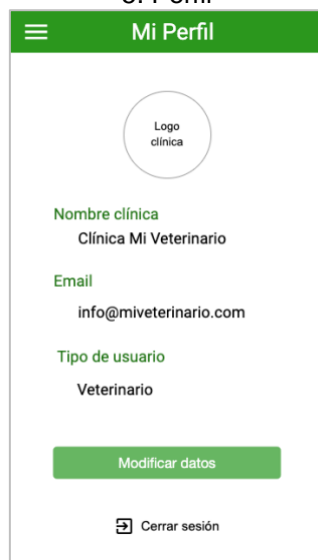 Mi Perfil
Logo
clínica
Nombre clínica
Clínica Mi Veterinario
Email
info@miveterinario.com
Tipo de usuario
Veterinario
Modificar datos
Cerrar sesión